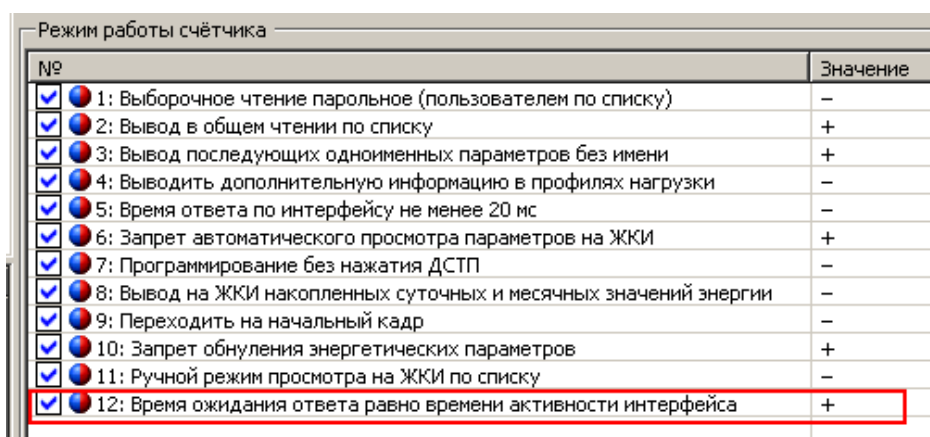 Режим работы счётчика
№ Значение
1: Выборочное чтение парольное (пользователем по списку) –
2: Вывод в общем чтении по списку +
3: Вывод последующих одноименных параметров без имени +
4: Выводить дополнительную информацию в профилях нагрузки –
5: Время ответа по интерфейсу не менее 20 мс –
6: Запрет автоматического просмотра параметров на ЖКИ +
7: Программирование без нажатия ДСТП –
8: Вывод на ЖКИ накопленных суточных и месячных значений энергии –
9: Переходить на начальный кадр –
10: Запрет обнуления энергетических параметров +
11: Ручной режим просмотра на ЖКИ по списку –
12: Время ожидания ответа равно времени активности интерфейса +